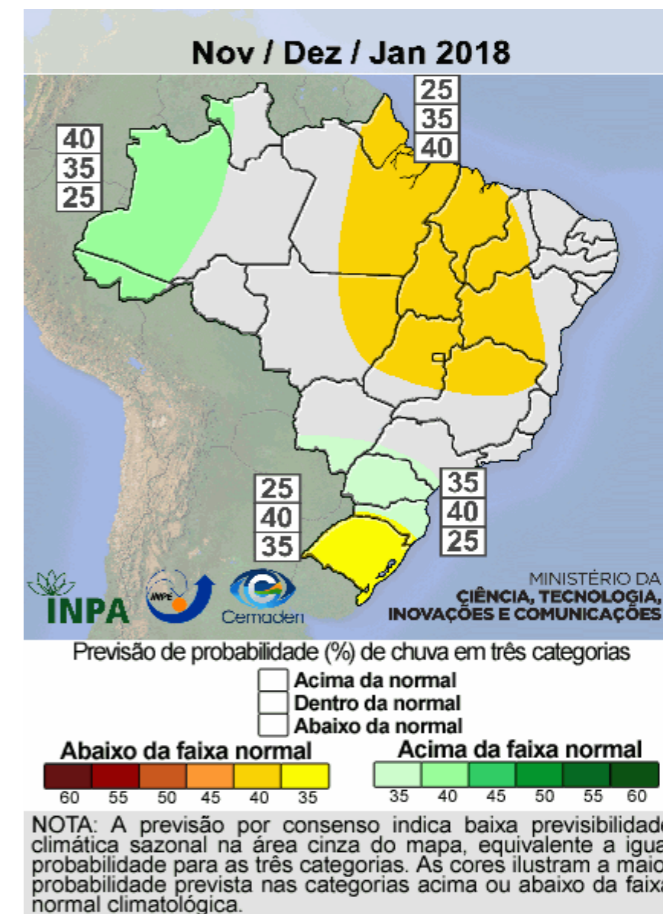 Nov / Dez / Jan 2018
25
35
40
40
35
25
25
40
35
35
40
25
INPA
INPE
Cemaden
MINISTÉRIO DA
CIÊNCIA, TECNOLOGIA,
INOVAÇÕES E COMUNICAÇÕES
Previsão de probabilidade (%) de chuva em três categorias
Acima da normal
Dentro da normal
Abaixo da normal
Abaixo da faixa normal
60 55 50 45 40 35
Acima da faixa normal
35 40 45 50 55 60
NOTA: A previsão por consenso indica baixa previsibilidade
climática sazonal na área cinza do mapa, equivalente a igua
probabilidade para as três categorias. As cores ilustram a maio
probabilidade prevista nas categorias acima ou abaixo da faixa
normal climatológica.